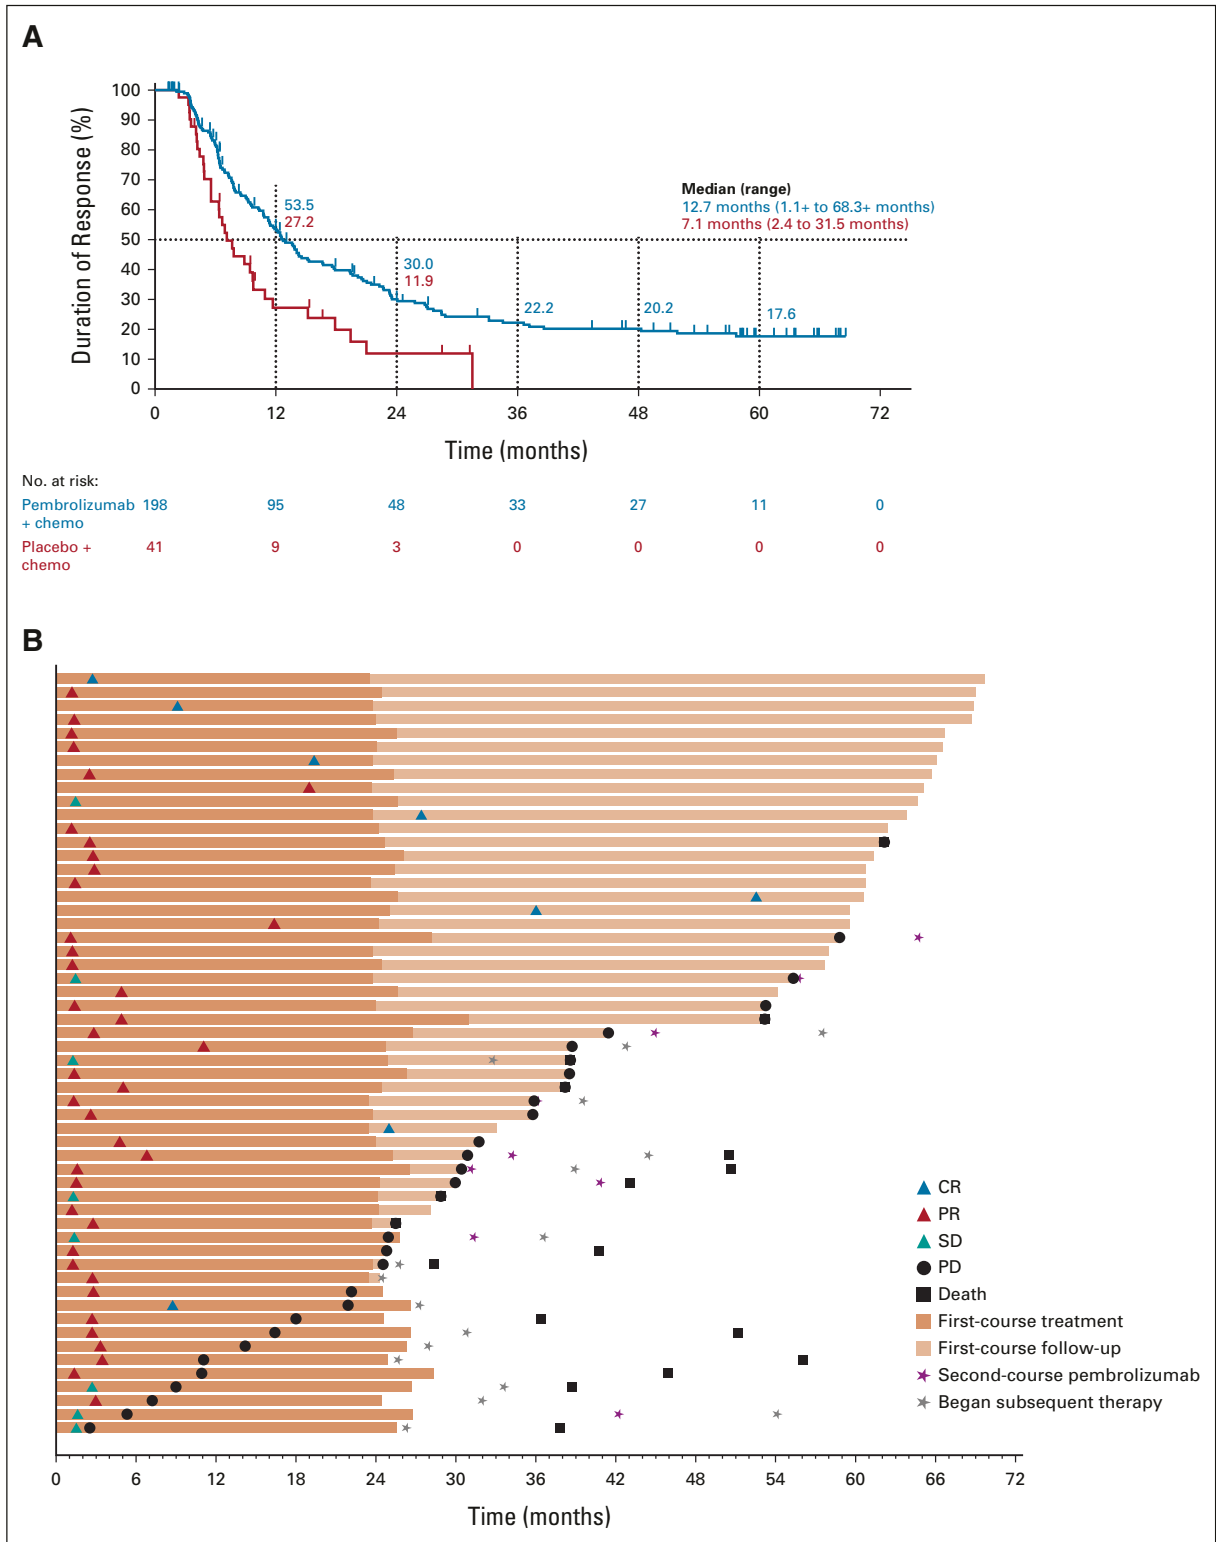 A
Duration of Response (%)
100
90
80
70
60
50
40
30
20
10
0
53.5
27.2
30.0
11.9
22.2
20.2
17.6
Median (range)
12.7 months (1.1+ to 68.3+ months)
7.1 months (2.4 to 31.5 months)
0 12 24 36 48 60 72
Time (months)
No. at risk:
Pembrolizumab 198 95 48 33 27 11 0
+ chemo
Placebo + 41 9 3 0 0 0 0
chemo
B
CR
PR
SD
PD
Death
First-course treatment
First-course follow-up
Second-course pembrolizumab
Began subsequent therapy
0 6 12 18 24 30 36 42 48 54 60 66 72
Time (months)